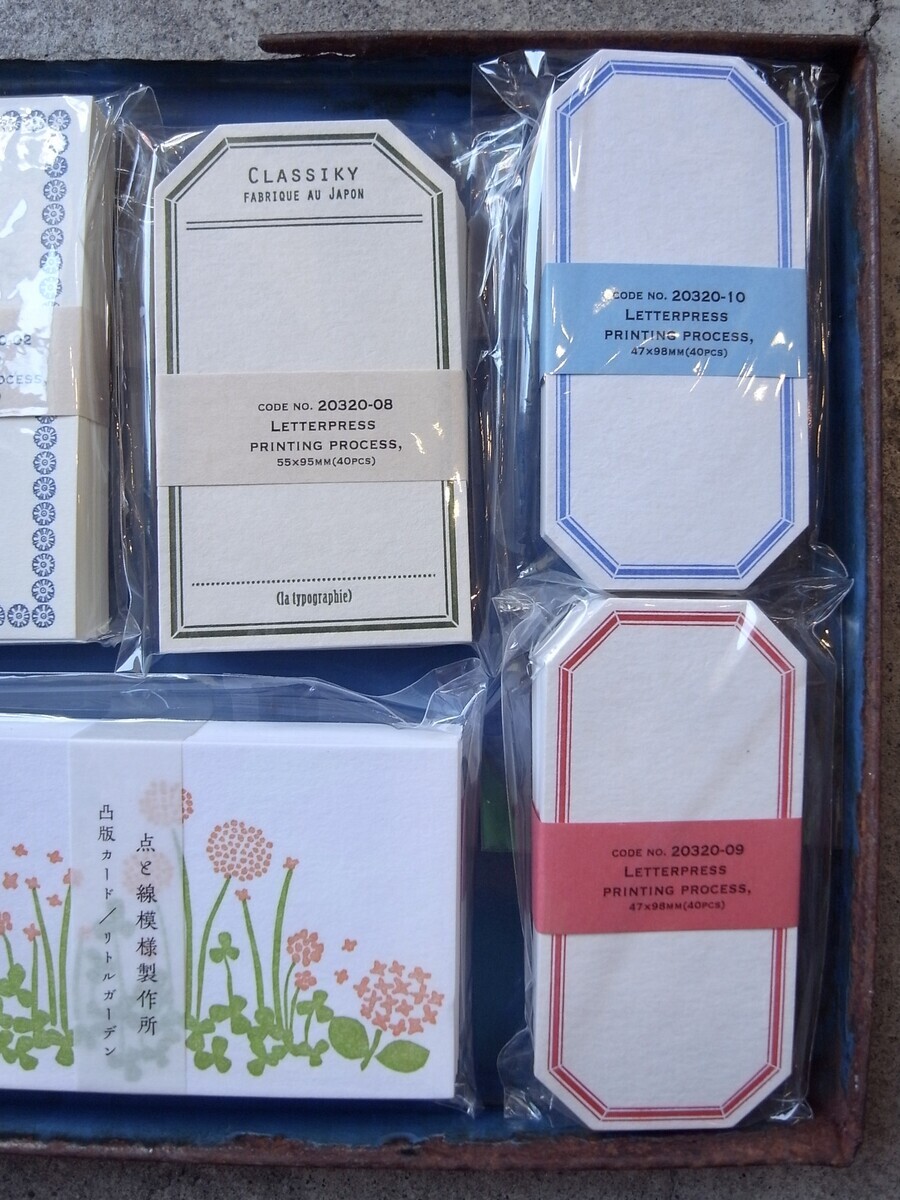 CLASSIKY
FABRIQUE AU JAPON
CODE NO. 20320-08
LETTERPRESS
PRINTING PROCESS,
55×95MM(40PCS)
(la typographie)
CODE NO. 20320-10
LETTERPRESS
PRINTING PROCESS,
47×98MM(40PCS)
CODE NO. 20320-09
LETTERPRESS
PRINTING PROCESS,
47×98MM(40PCS)
点と線模様製作所
凸版カード／リトルガーデン